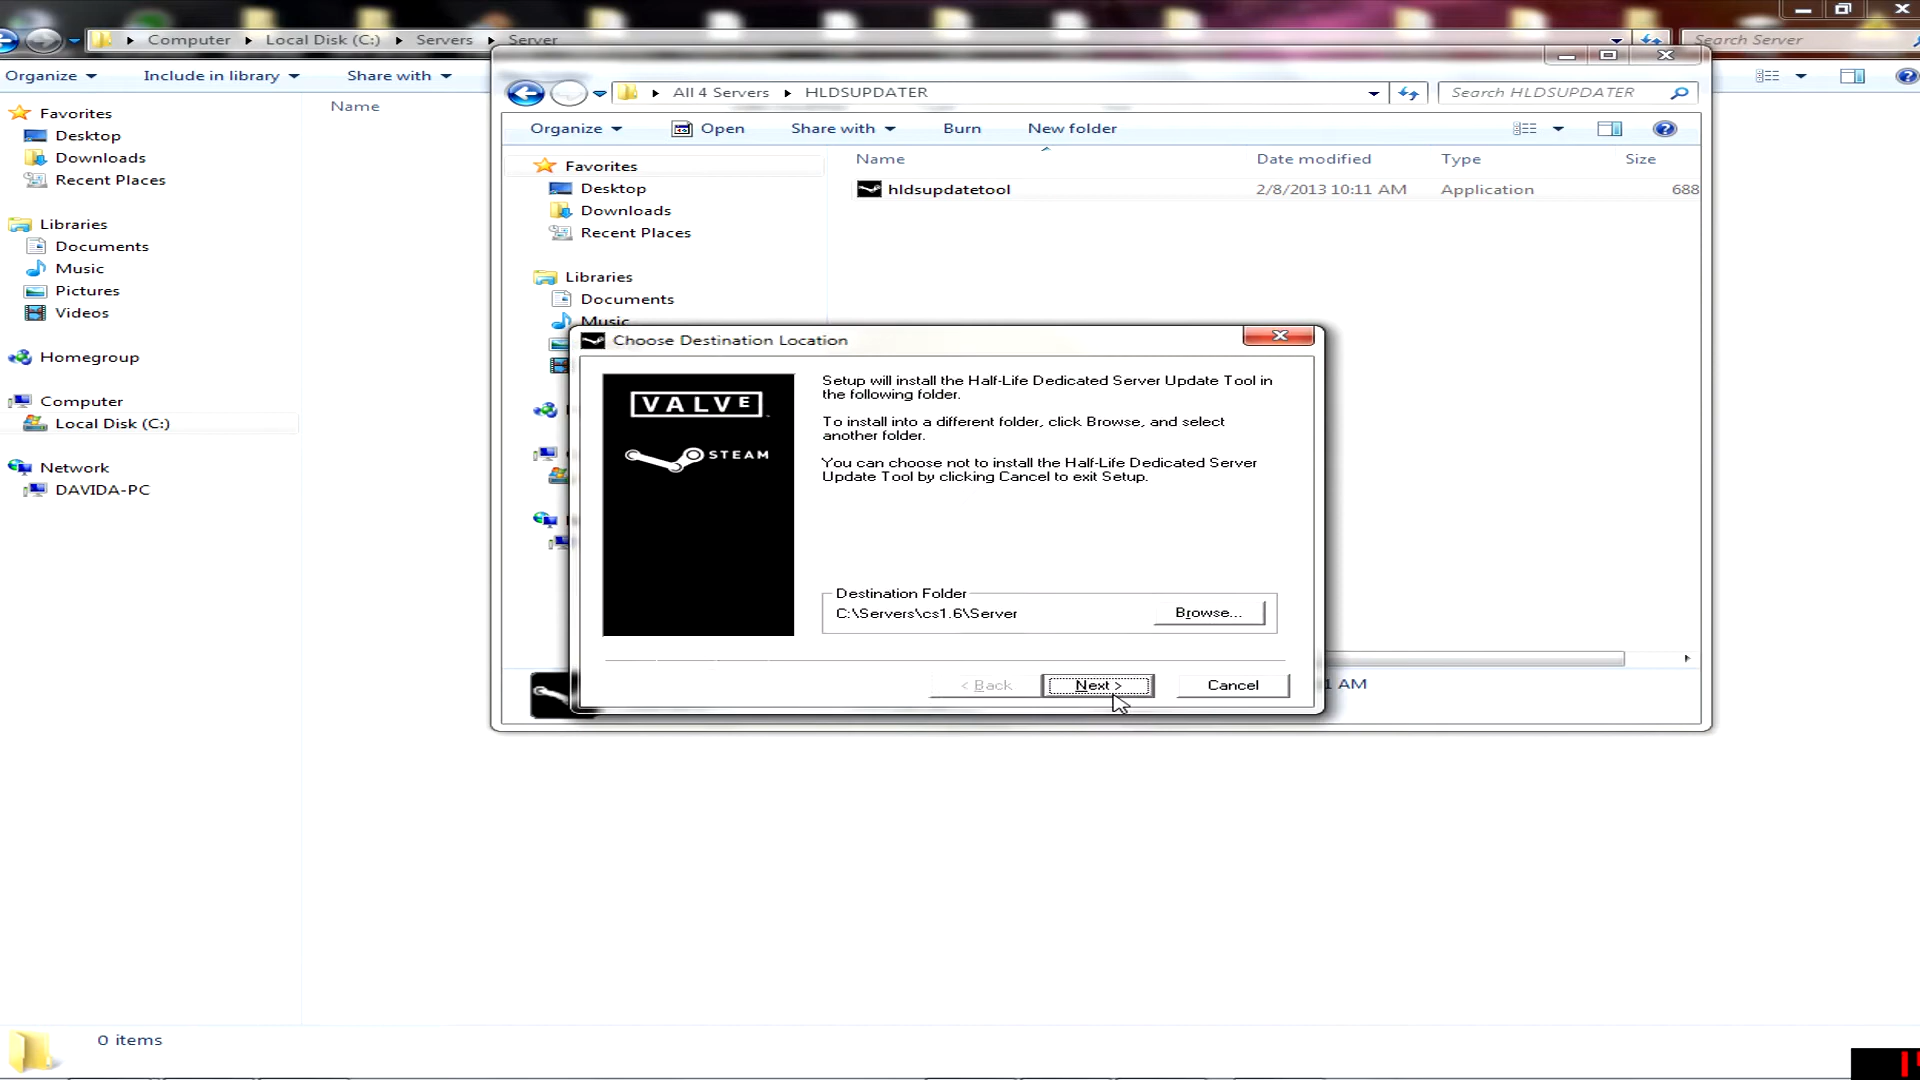 Computer Local Disk (C:) Servers Server
Search Server
Organize Include in library Share with
Name
Favorites
Desktop
Downloads
Recent Places
Libraries
Documents
Music
Pictures
Videos
Homegroup
Computer
Local Disk (C:)
Network
DAVIDA-PC
0 items
All 4 Servers HLDSUPDATER
Search HLDSUPDATER
Organize Open Share with Burn New folder
Name Date modified Type Size
hldsupdatetool 2/8/2013 10:11 AM Application 688
Favorites
Desktop
Downloads
Recent Places
Libraries
Documents
Music
1 AM
Choose Destination Location
VALVE
STEAM
Setup will install the Half-Life Dedicated Server Update Tool in
the following folder.
To install into a different folder, click Browse, and select
another folder.
You can choose not to install the Half-Life Dedicated Server
Update Tool by clicking Cancel to exit Setup.
Destination Folder
C:\Servers\cs1.6\Server
Browse...
< Back Next > Cancel